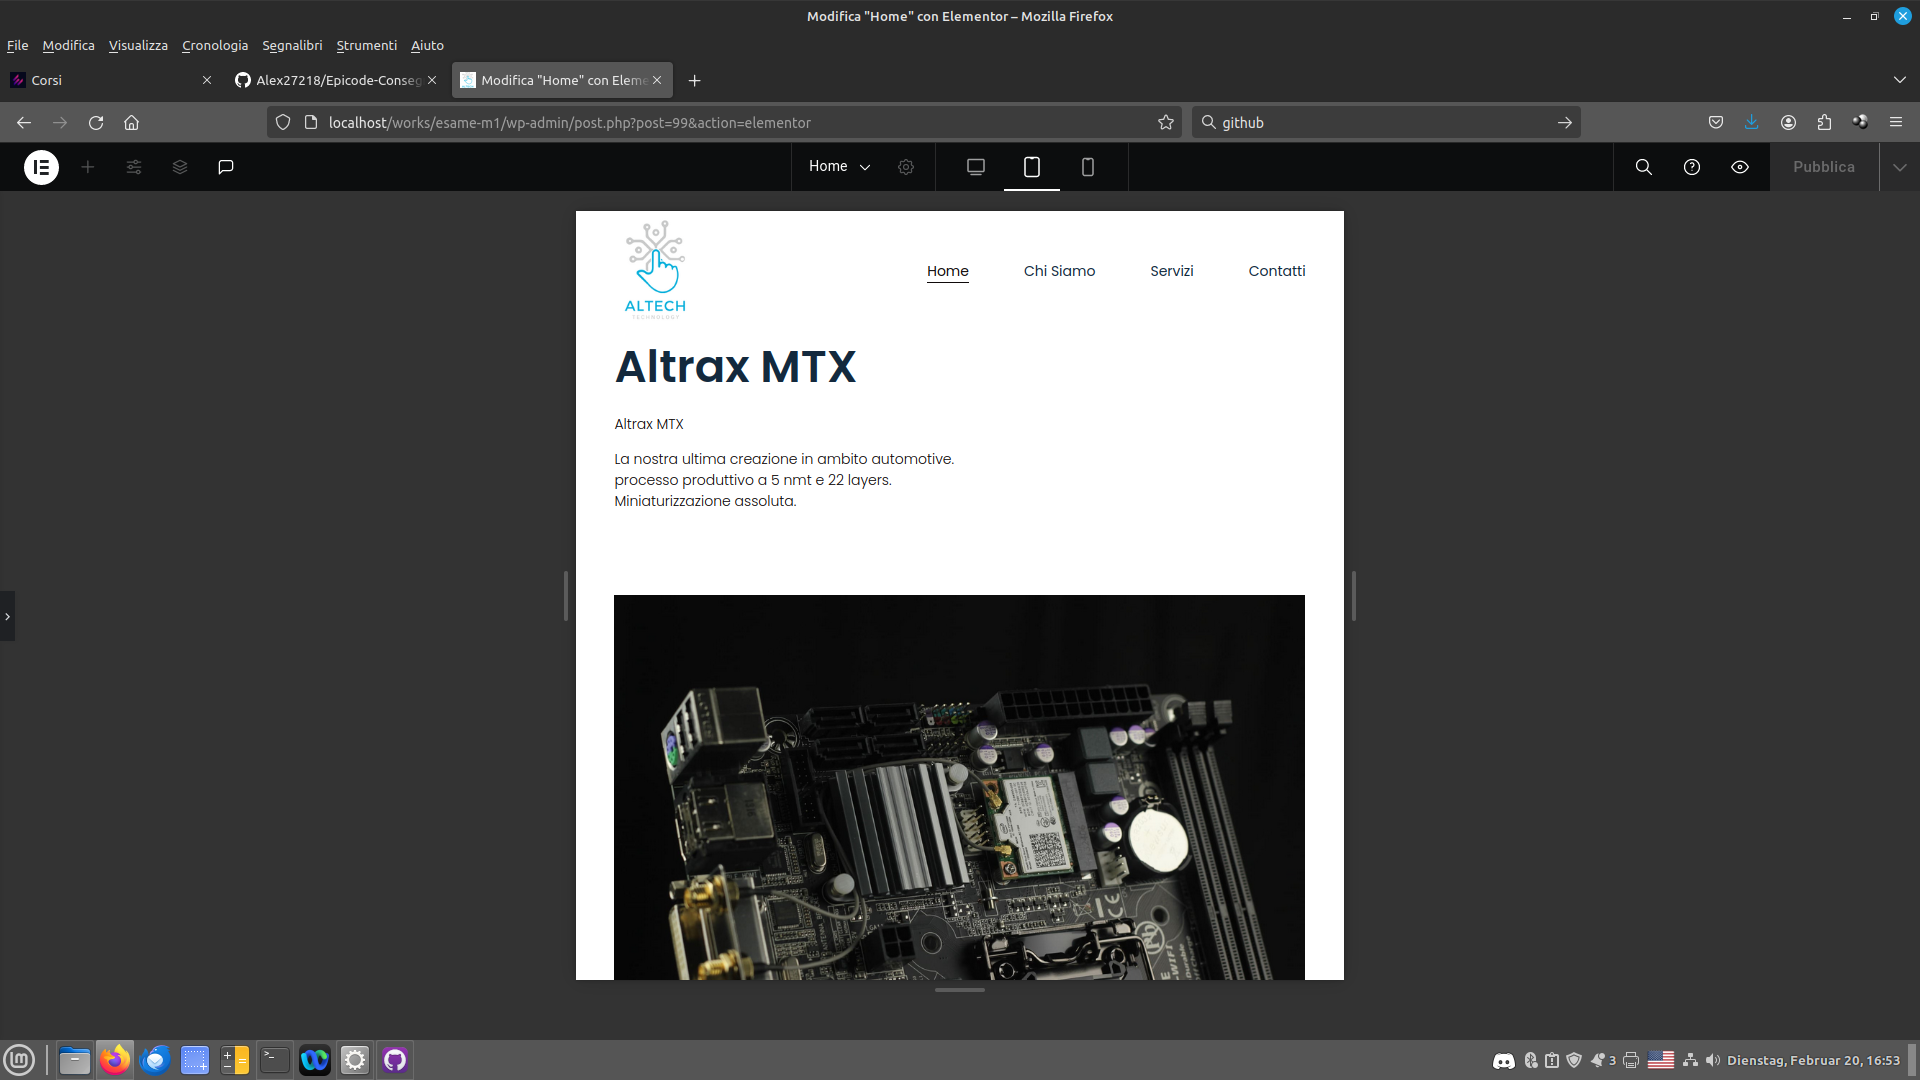 Modifica "Home" con Elementor – Mozilla Firefox
File Modifica Visualizza Cronologia Segnalibri Strumenti Aiuto
Corsi
Alex27218/Epicode-Conseg
Modifica "Home" con Eleme
localhost/works/esame-m1/wp-admin/post.php?post=99&action=elementor
github
Home
Pubblica
ALTECH
TECHNOLOGY
Home Chi Siamo Servizi Contatti
Altrax MTX
Altrax MTX
La nostra ultima creazione in ambito automotive.
processo produttivo a 5 nmt e 22 layers.
Miniaturizzazione assoluta.
3
Dienstag, Februar 20, 16:53